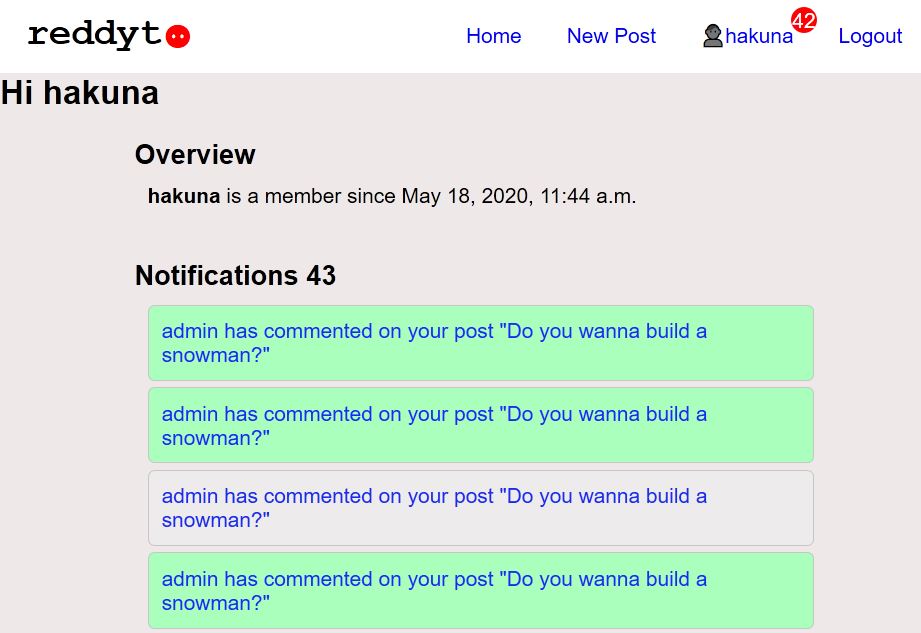 reddyt
Home New Post hakuna 42 Logout
Hi hakuna
Overview
hakuna is a member since May 18, 2020, 11:44 a.m.
Notifications 43
admin has commented on your post "Do you wanna build a
snowman?"
admin has commented on your post "Do you wanna build a
snowman?"
admin has commented on your post "Do you wanna build a
snowman?"
admin has commented on your post "Do you wanna build a
snowman?"